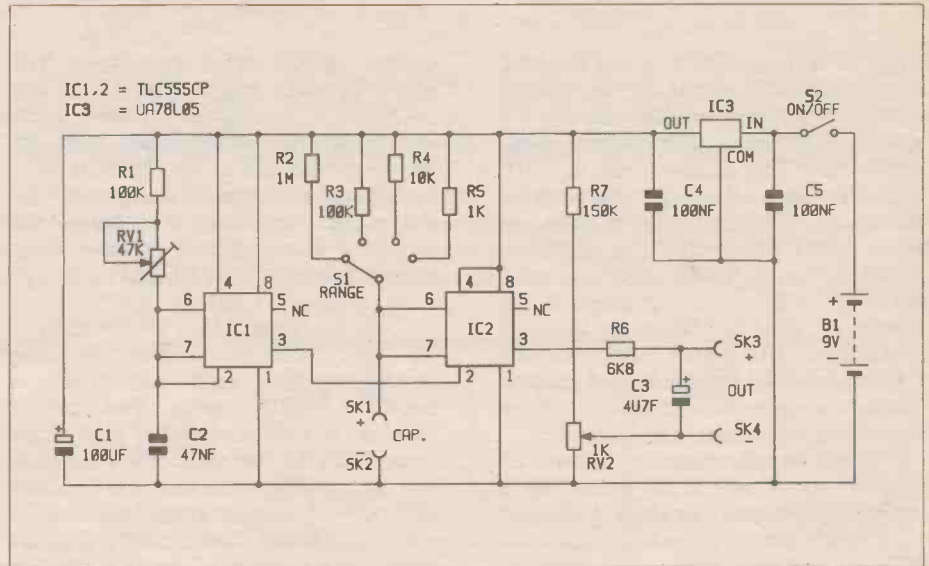 IC1,2 = TLC555CP
IC3 = UA78L05
R1
100K
RV1
47K
C1
100UF
C2
47NF
6
7
2
4
8
5
NC
3
1
IC1
R2
1M
R3
100K
R4
10K
R5
1K
S1
RANGE
SK1
+
CAP.
-
SK2
6
7
2
4
8
5
NC
3
1
IC2
R7
150K
1K
RV2
R6
6K8
+
C3
4U7F
SK3
+
OUT
SK4
-
OUT
IC3
IN
COM
C4
100NF
C5
100NF
S2
ON/OFF
+
B1
9V
-
+